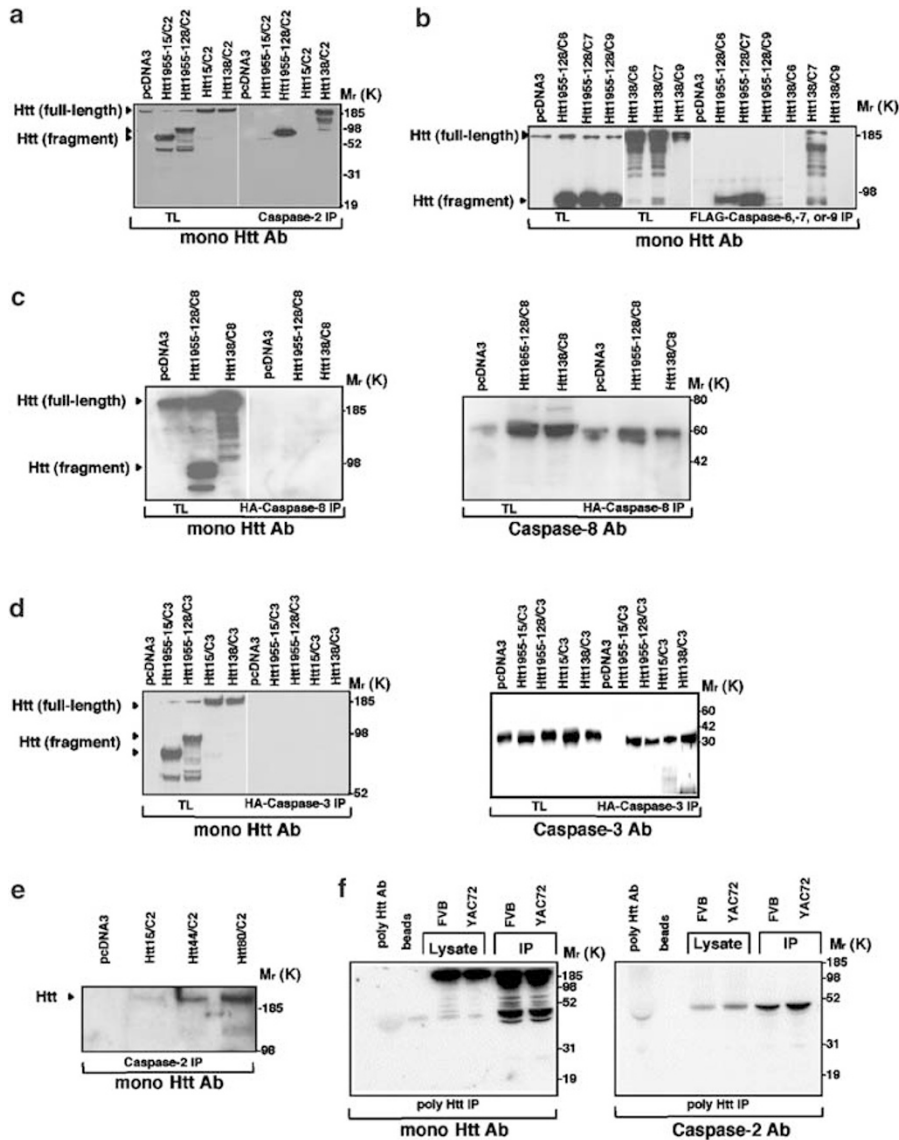 a
pcDNA3
Htt1955-15/C2
Htt1955-128/C2
Htt15/C2
Htt138/C2
pcDNA3
Htt1955-15/C2
Htt1955-128/C2
Htt15/C2
Htt138/C2
Mr (K)
Htt (full-length)
Htt (fragment)
185
98
52
31
19
TL
Caspase-2 IP
mono Htt Ab
b
pcDNA3
Htt1955-128/C6
Htt1955-128/C7
Htt1955-128/C9
Htt138/C6
Htt138/C7
Htt138/C9
pcDNA3
Htt1955-128/C6
Htt1955-128/C7
Htt1955-128/C9
Htt138/C6
Htt138/C7
Htt138/C9
Mr (K)
Htt (full-length)
Htt (fragment)
185
98
TL
TL
FLAG-Caspase-6,-7, or-9 IP
mono Htt Ab
c
pcDNA3
Htt1955-128/C8
Htt138/C8
pcDNA3
Htt1955-128/C8
Htt138/C8
Mr (K)
Htt (full-length)
Htt (fragment)
185
98
TL
HA-Caspase-8 IP
mono Htt Ab
pcDNA3
Htt1955-128/C8
Htt138/C8
pcDNA3
Htt1955-128/C8
Htt138/C8
Mr (K)
80
60
42
TL
HA-Caspase-8 IP
Caspase-8 Ab
d
pcDNA3
Htt1955-15/C3
Htt1955-128/C3
Htt15/C3
Htt138/C3
pcDNA3
Htt1955-15/C3
Htt1955-128/C3
Htt15/C3
Htt138/C3
Mr (K)
Htt (full-length)
Htt (fragment)
185
98
52
TL
HA-Caspase-3 IP
mono Htt Ab
pcDNA3
Htt1955-15/C3
Htt1955-128/C3
Htt15/C3
Htt138/C3
pcDNA3
Htt1955-15/C3
Htt1955-128/C3
Htt15/C3
Htt138/C3
Mr (K)
60
42
30
TL
HA-Caspase-3 IP
Caspase-3 Ab
e
pcDNA3
Htt15/C2
Htt44/C2
Htt80/C2
Mr (K)
Htt
185
98
Caspase-2 IP
mono Htt Ab
f
poly Htt Ab
beads
FVB
YAC72
FVB
YAC72
Lysate
IP
Mr (K)
185
98
52
31
19
poly Htt IP
mono Htt Ab
poly Htt Ab
beads
FVB
YAC72
FVB
YAC72
Lysate
IP
Mr (K)
185
98
52
31
19
poly Htt IP
Caspase-2 Ab